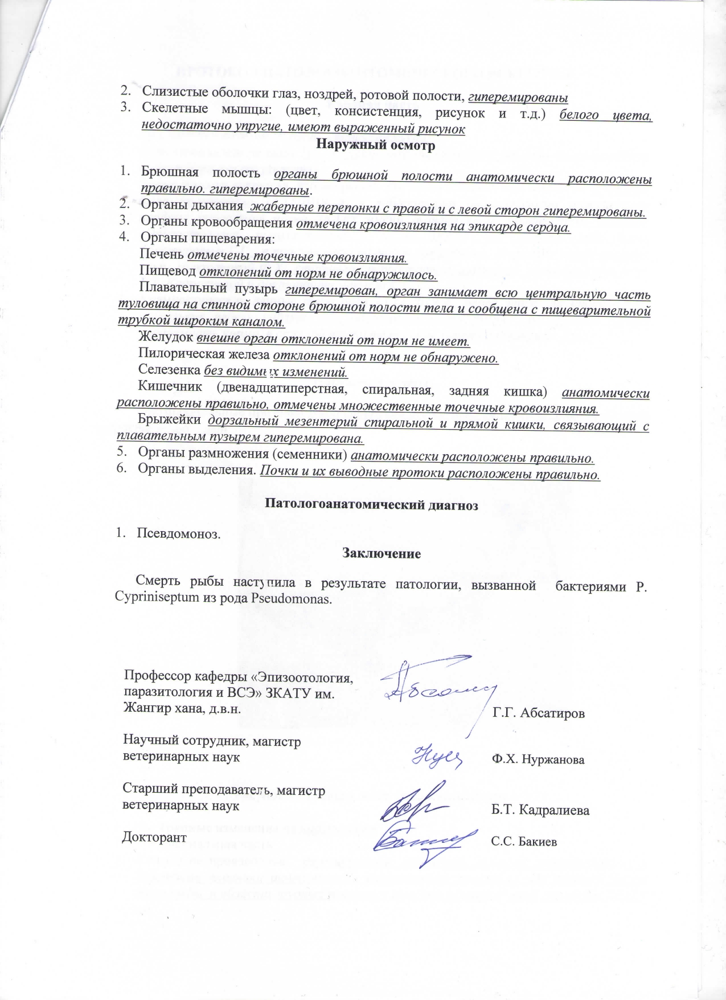 2. Слизистые оболочки глаз, ноздрей, ротовой полости, гиперемированы
3. Скелетные мышцы: (цвет, консистенция, рисунок и т.д.) белого цвета,
недостаточно упругие, имеют выраженный рисунок
Наружный осмотр
1. Брюшная полость органы брюшной полости анатомически расположены
правильно. гиперемированы.
2. Органы дыхания жаберные перепонки с правой и с левой сторон гиперемированы.
3. Органы кровообращения отмечена кровоизлияния на эпикарде сердца.
4. Органы пищеварения:
Печень отмечены точечные кровоизлияния.
Пищевод отклонений от норм не обнаружилось.
Плавательный пузырь гиперемирован, орган занимает всю центральную часть
туловища на спинной стороне брюшной полости тела и сообщена с пищеварительной
трубкой широким каналом.
Желудок внешне орган отклонений от норм не имеет.
Пилорическая железа отклонений от норм не обнаружено.
Селезенка без видимых изменений.
Кишечник (двенадцатиперстная, спиральная, задняя кишка) анатомически
расположены правильно, отмечены множественные точечные кровоизлияния.
Брыжейки дорзальный мезентерий спиральной и прямой кишки, связывающий с
плавательным пузырем гиперемирована.
5. Органы размножения (семенники) анатомически расположены правильно.
6. Органы выделения. Почки и их выводные протоки расположены правильно.
Патологоанатомический диагноз
1. Псевдомоноз.
Заключение
Смерть рыбы наступила в результате патологии, вызванной бактериями P.
Cypriniseptum из рода Pseudomonas.
Профессор кафедры «Эпизоотология,
паразитология и ВСЭ» ЗКАТУ им.
Жангир хана, д.в.н. Г.Г. Абсатиров
Научный сотрудник, магистр
ветеринарных наук Ф.Х. Нуржанова
Старший преподаватель, магистр
ветеринарных наук Б.Т. Кадралиева
Докторант С.С. Бакиев